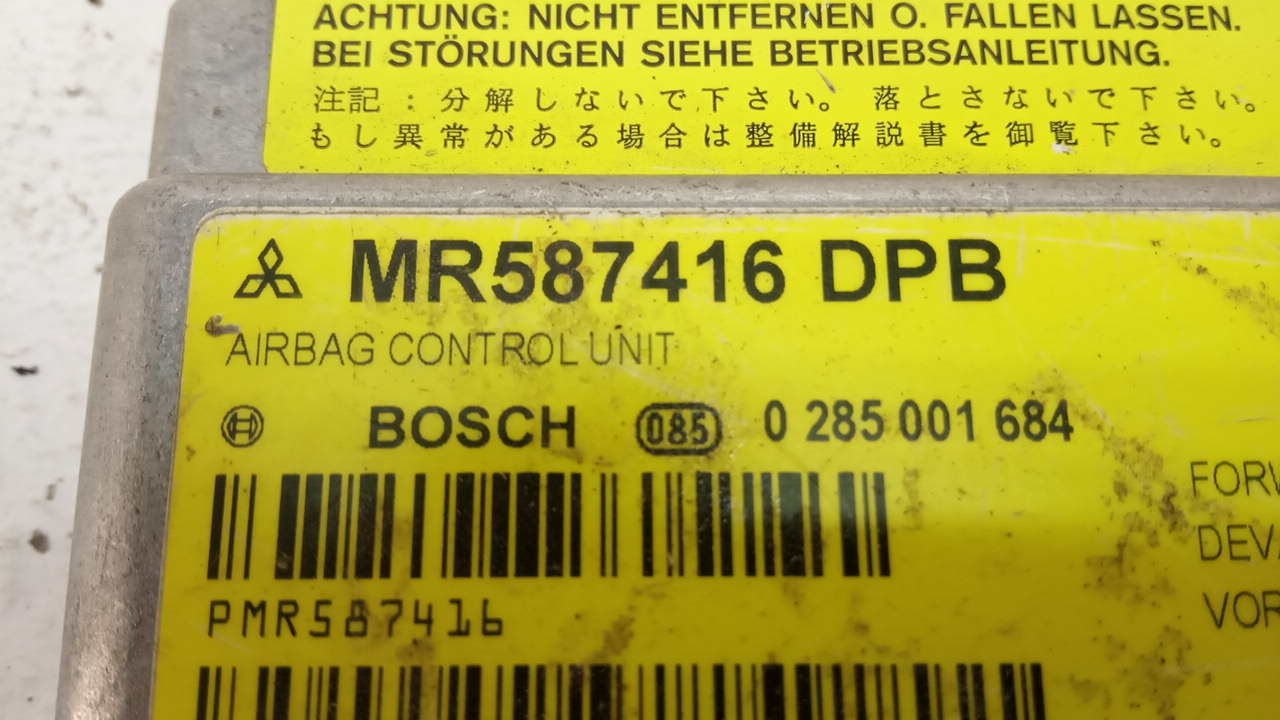 ACHTUNG: NICHT ENTFERNEN O. FALLEN LASSEN.
BEI STÖRUNGEN SIEHE BETRIEBSANLEITUNG.
注記：分解しないで下さい。落とさないで下さい。
もし異常がある場合は整備解説書を御覧下さい。
MR587416 DPB
AIRBAG CONTROL UNIT
BOSCH 085 0 285 001 684
FOR
DEV
PMR587416
VOR